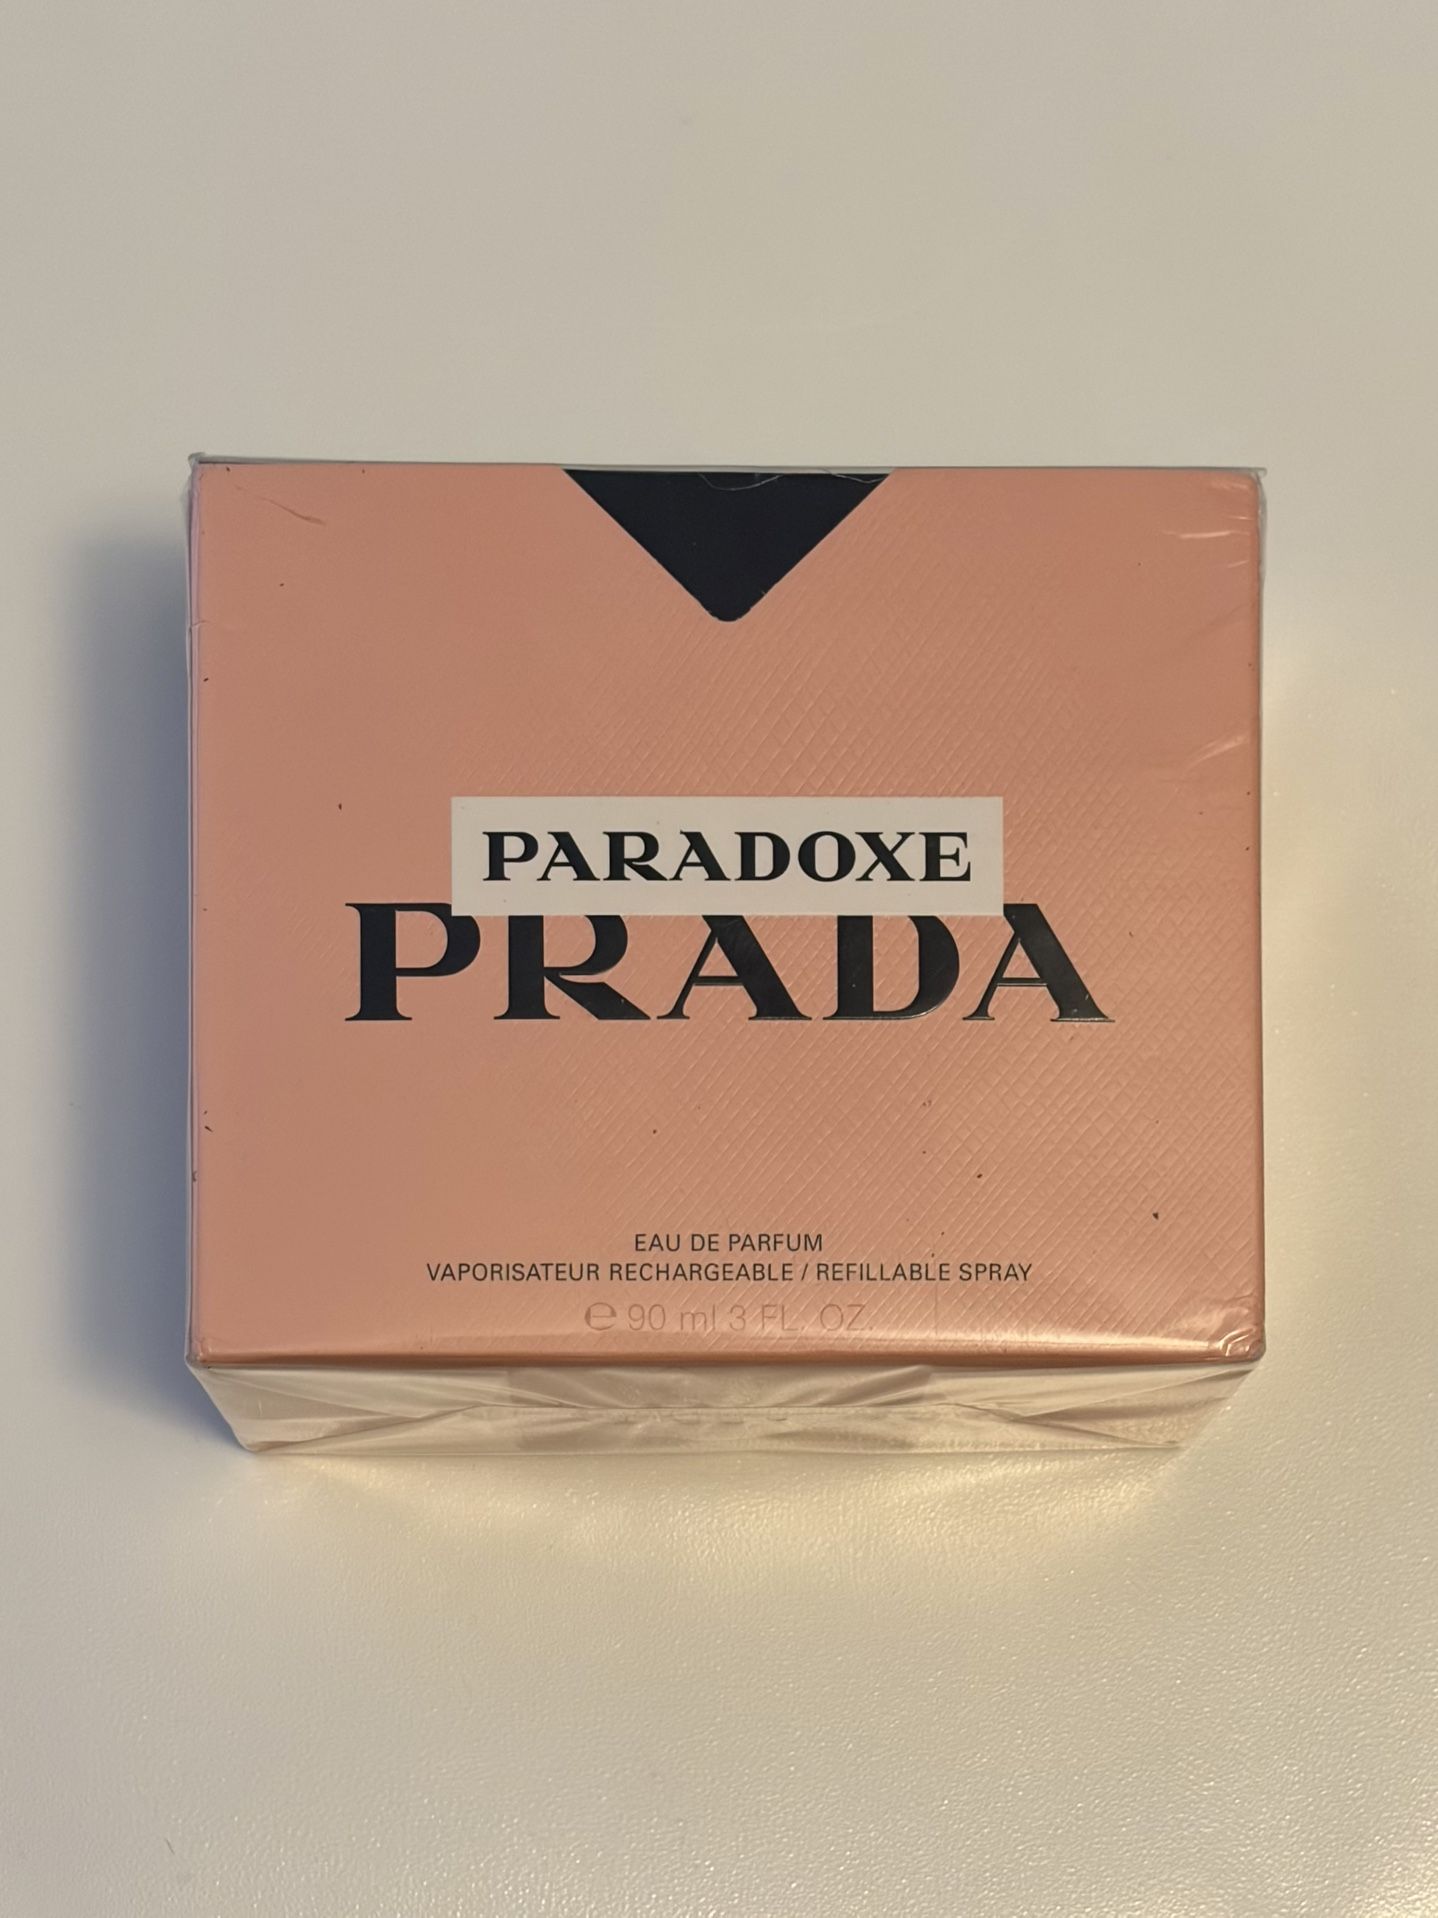 PARADOXE
PRADA
EAU DE PARFUM
VAPORISATEUR RECHARGEABLE / REFILLABLE SPRAY
℮ 90 ml 3 FL. OZ.